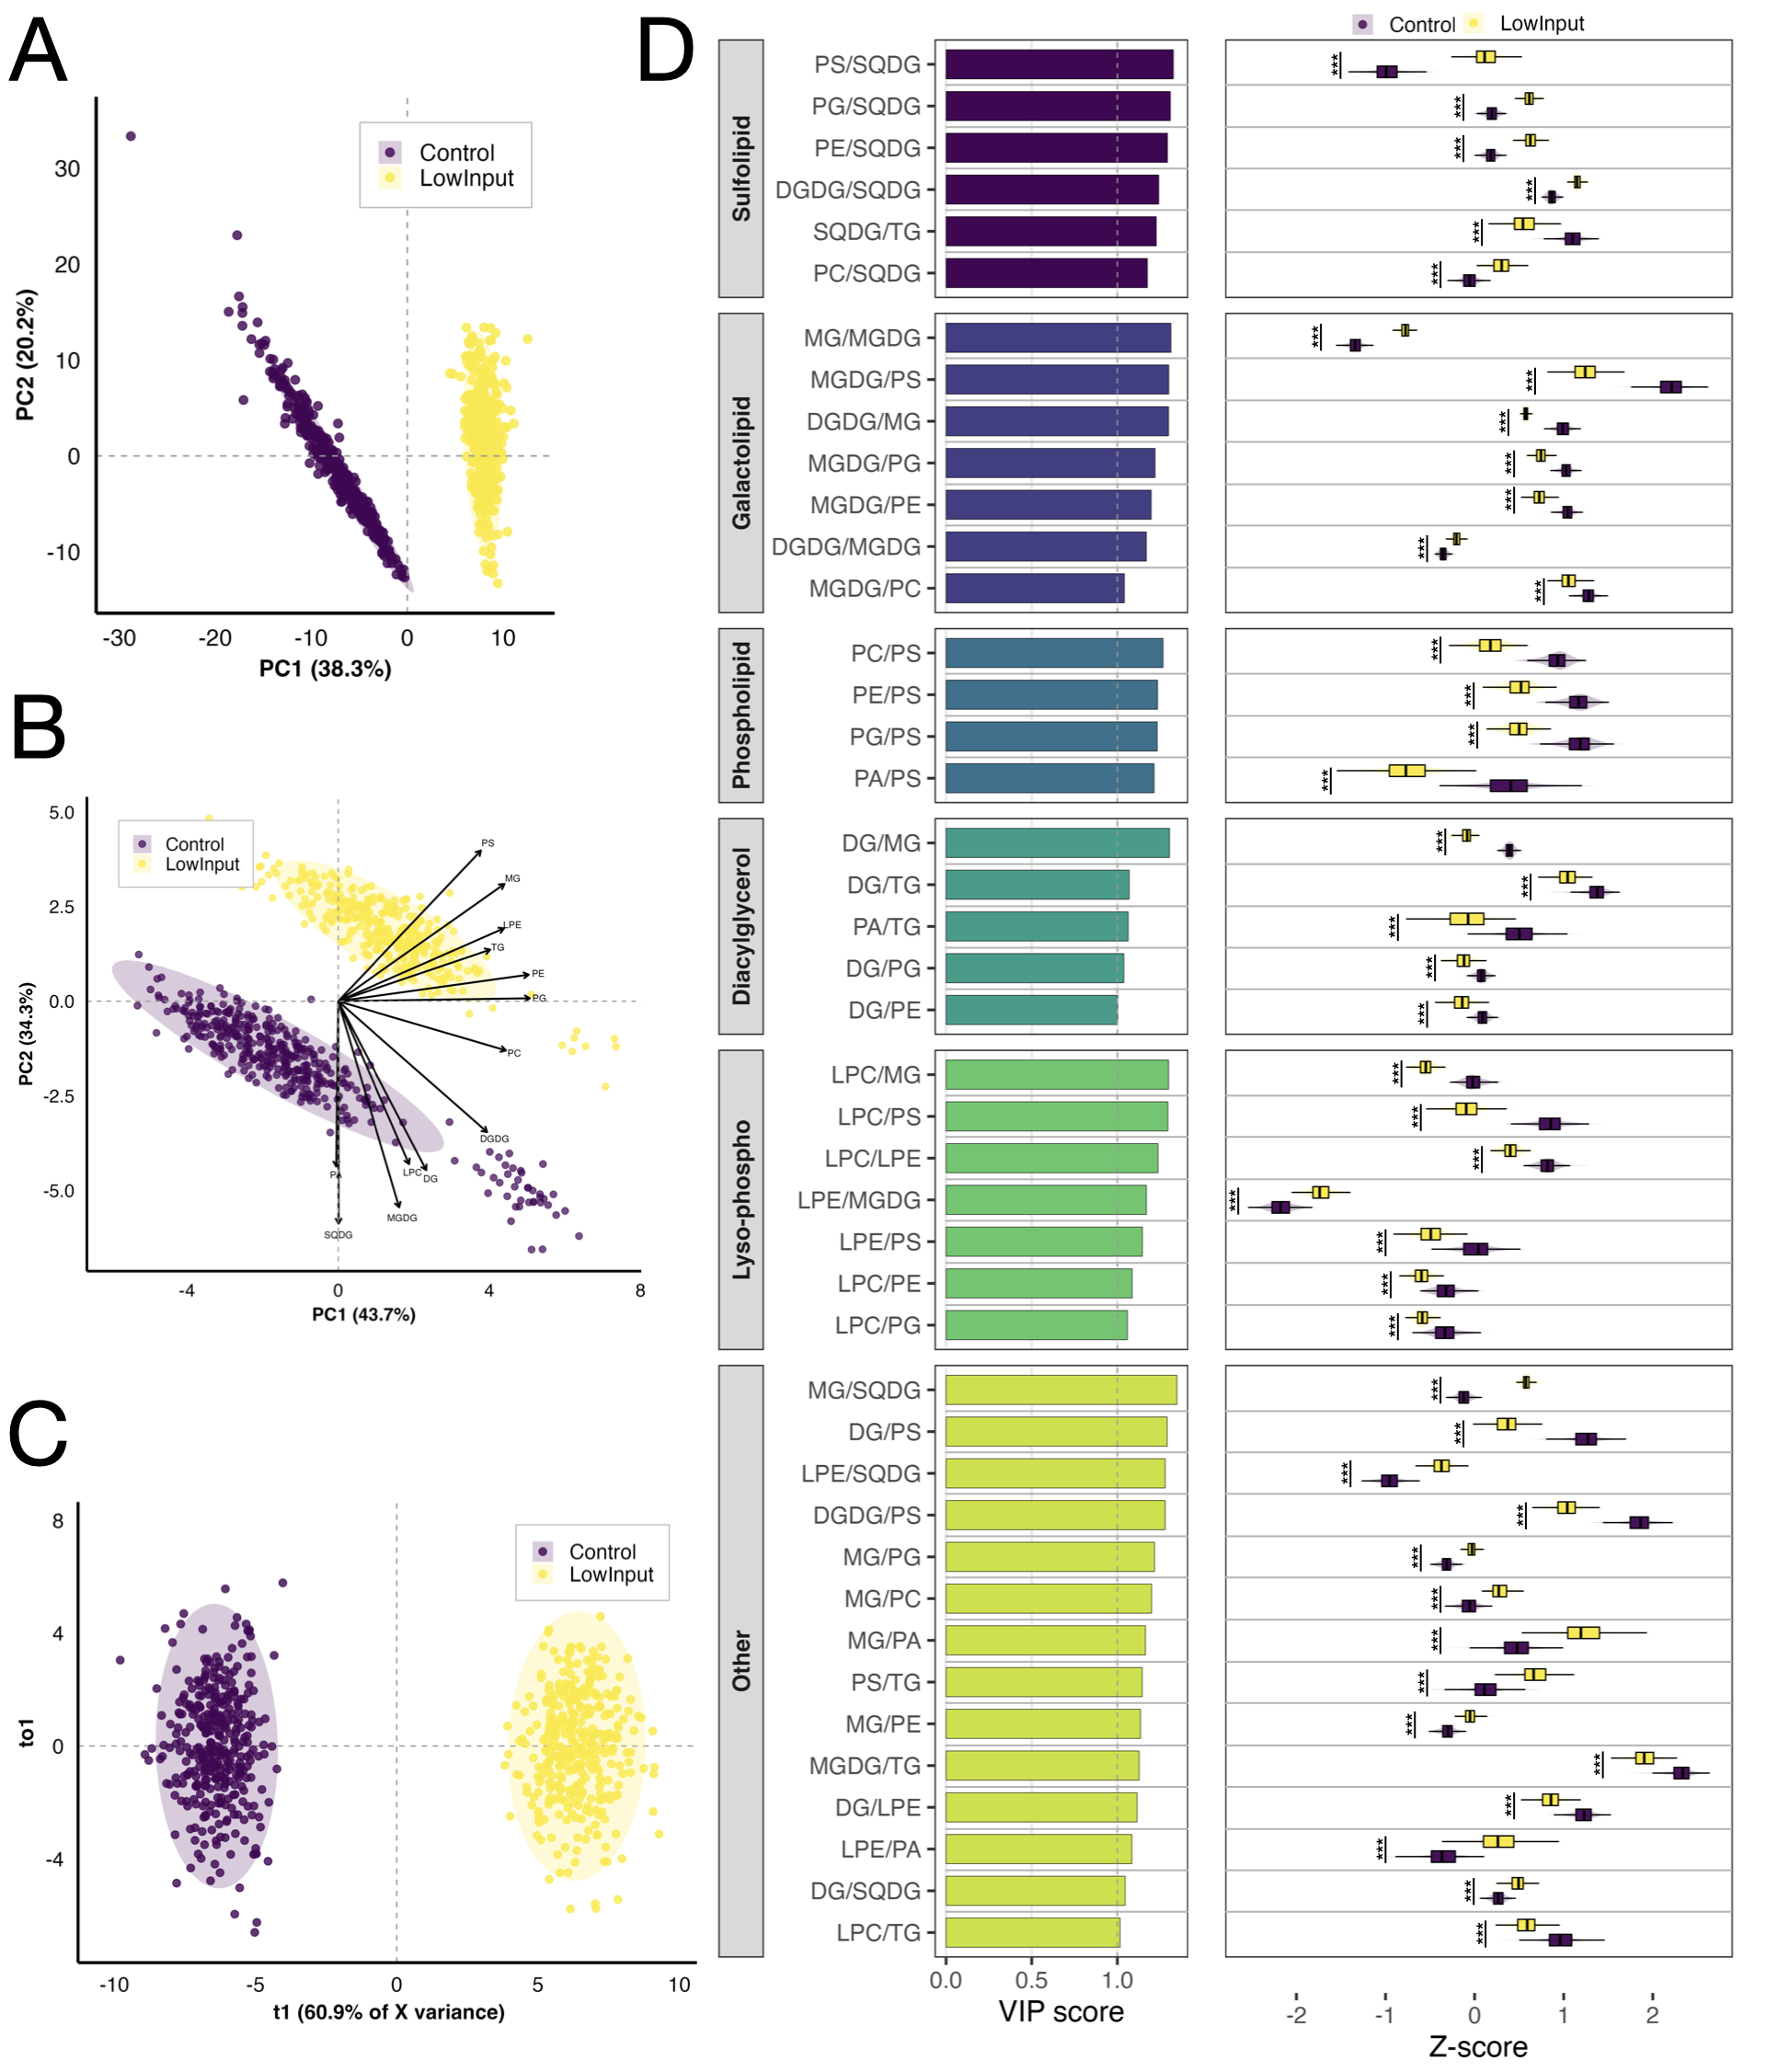 A
Control
LowInput
30
20
10
0
-10
PC2 (20.2%)
-30 -20 -10 0 10
PC1 (38.3%)
B
Control
LowInput
5.0
2.5
0.0
-2.5
-5.0
PC2 (34.3%)
PS
MG
LPE
TG
PE
PG
PC
DGDG
LPC
DG
MGDG
SQDG
-4 0 4 8
PC1 (43.7%)
C
Control
LowInput
8
4
0
-4
to1
-10 -5 0 5 10
t1 (60.9% of X variance)
D
Control LowInput
Sulfolipid
PS/SQDG ***
PG/SQDG ***
PE/SQDG ***
DGDG/SQDG ***
SQDG/TG ***
PC/SQDG ***
Galactolipid
MG/MGDG ***
MGDG/PS ***
DGDG/MG ***
MGDG/PG ***
MGDG/PE ***
DGDG/MGDG ***
MGDG/PC ***
Phospholipid
PC/PS ***
PE/PS ***
PG/PS ***
PA/PS ***
Diacylglycerol
DG/MG ***
DG/TG ***
PA/TG ***
DG/PG ***
DG/PE ***
Lyso-phospho
LPC/MG ***
LPC/PS ***
LPC/LPE ***
LPE/MGDG ***
LPE/PS ***
LPC/PE ***
LPC/PG ***
Other
MG/SQDG ***
DG/PS ***
LPE/SQDG ***
DGDG/PS ***
MG/PG ***
MG/PC ***
MG/PA ***
PS/TG ***
MG/PE ***
MGDG/TG ***
DG/LPE ***
LPE/PA ***
DG/SQDG ***
LPC/TG ***
0.0 0.5 1.0
VIP score
-2 -1 0 1 2
Z-score